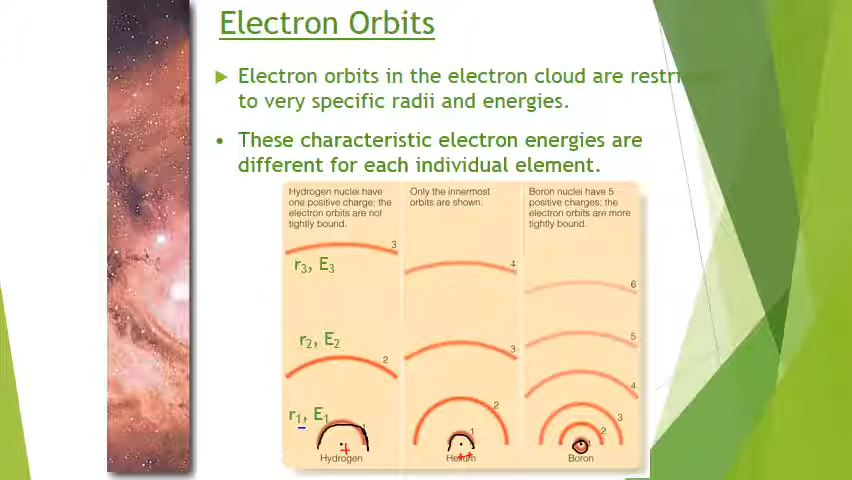 Electron Orbits
Electron orbits in the electron cloud are
to very specific radii and energies.
These characteristic electron energies are
different for each individual element.
Hydrogen nuclei have
one positive charge; the
electron orbits are not
tightly bound.
3
r3, E3
r2, E2
2
r1, E1
1
+
Hydrogen
Only the innermost
orbits are shown.
4
3
2
1
++
Helium
Boron nuclei have 5
positive charges; the
electron orbits are more
tightly bound.
6
5
4
3
2
1
Boron